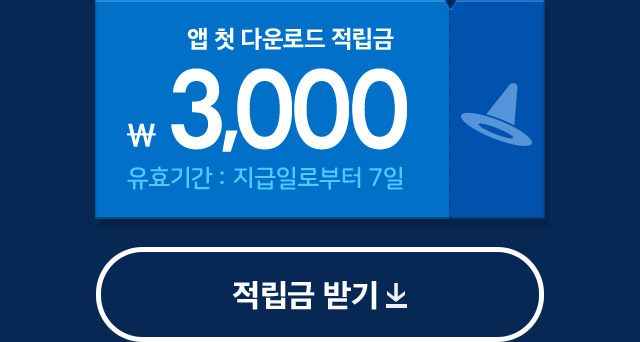 앱 첫 다운로드 적립금
₩ 3,000
유효기간 : 지급일로부터 7일
적립금 받기